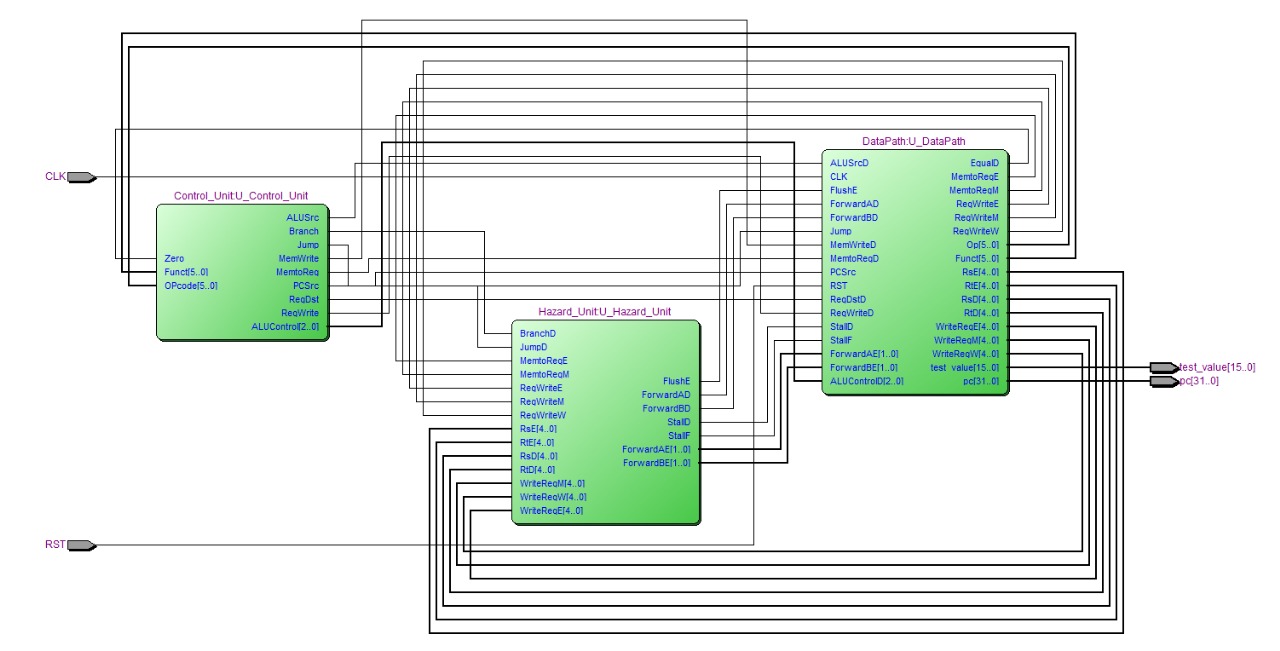 DataPath:U_DataPath
ALUSrcD
CLK
FlushE
ForwardAD
ForwardBD
Jump
MemWriteD
MemtoRegD
PCSrc
RST
RegDstD
RegWriteD
StallD
StallF
ForwardAE[1..0]
ForwardBE[1..0]
ALUControlD[2..0]
EqualD
MemtoRegE
MemtoRegM
RegWriteE
RegWriteM
RegWriteW
Op[5..0]
Funct[5..0]
RsE[4..0]
RtE[4..0]
RsD[4..0]
RtD[4..0]
WriteRegE[4..0]
WriteRegM[4..0]
WriteRegW[4..0]
test_value[15..0]
pc[31..0]
test_value[15..0]
pc[31..0]
CLK
Control_Unit:U_Control_Unit
Zero
Funct[5..0]
OPcode[5..0]
ALUSrc
Branch
Jump
MemWrite
MemtoReg
PCSrc
RegDst
RegWrite
ALUControl[2..0]
Hazard_Unit:U_Hazard_Unit
BranchD
JumpD
MemtoRegE
MemtoRegM
RegWriteE
RegWriteM
RegWriteW
RsE[4..0]
RtE[4..0]
RsD[4..0]
RtD[4..0]
WriteRegM[4..0]
WriteRegW[4..0]
WriteRegE[4..0]
FlushE
ForwardAD
ForwardBD
StallD
StallF
ForwardAE[1..0]
ForwardBE[1..0]
RST